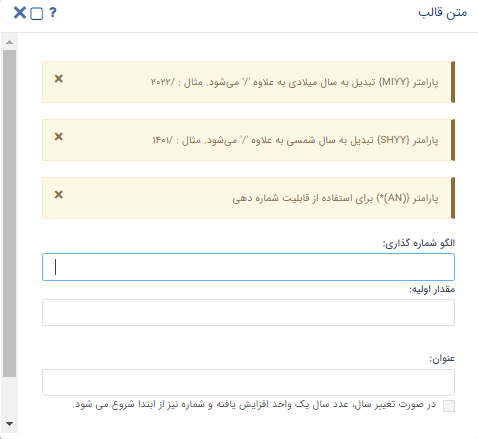 متن قالب
?
پارامتر {MIYY} تبدیل به سال میلادی به علاوه '/' می‌شود. مثال : /۲۰۲۲
پارامتر {SHYY} تبدیل به سال شمسی به علاوه '/' می‌شود. مثال : /۱۴۰۱
پارامتر {(AN)*} برای استفاده از قابلیت شماره دهی
الگو شماره گذاری:
مقدار اولیه:
عنوان:
در صورت تغییر سال، عدد سال یک واحد افزایش یافته و شماره نیز از ابتدا شروع می شود.